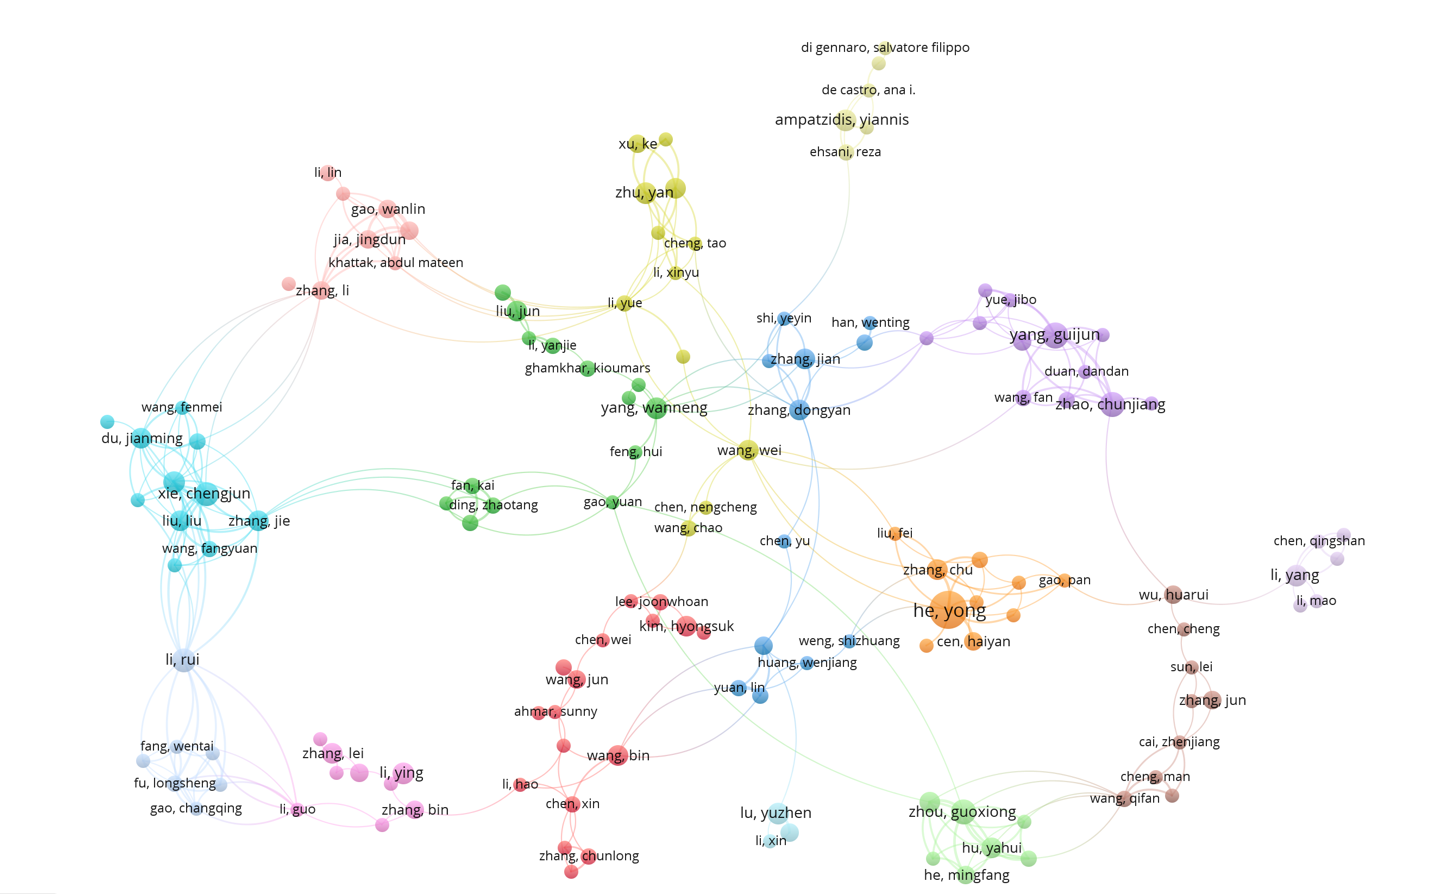 di gennaro, salvatore filippo
de castro, ana i.
ampatzidis, yiannis
xu, ke
ehsani, reza
li, lin
zhu, yan
gao, wanlin
jia, jingdun
cheng, tao
khattak, abdul mateen
li, xinyu
zhang, li
yue, jibo
li, yue
liu, jun
shi, yeyin
han, wenting
yang, guijun
li, yanjie
zhang, jian
ghamkhar, kioumars
duan, dandan
wang, fan
zhao, chunjiang
wang, fenmei
yang, wanneng
zhang, dongyan
du, jianming
feng, hui
wang, wei
fan, kai
xie, chengjun
ding, zhaotang
gao, yuan
chen, nengcheng
liu, liu
zhang, jie
wang, chao
liu, fei
chen, yu
chen, qingshan
wang, fangyuan
zhang, chu
li, yang
gao, pan
wu, huarui
lee, joonwhoan
li, mao
he, yong
kim, hyongsuk
chen, cheng
chen, wei
weng, shizhuang
cen, haiyan
li, rui
huang, wenjiang
sun, lei
wang, jun
yuan, lin
zhang, jun
ahmar, sunny
fang, wentai
cai, zhenjiang
zhang, lei
wang, bin
li, ying
cheng, man
fu, longsheng
li, hao
wang, qifan
gao, changqing
li, guo
zhang, bin
chen, xin
lu, yuzhen
zhou, guoxiong
li, xin
hu, yahui
zhang, chunlong
he, mingfang